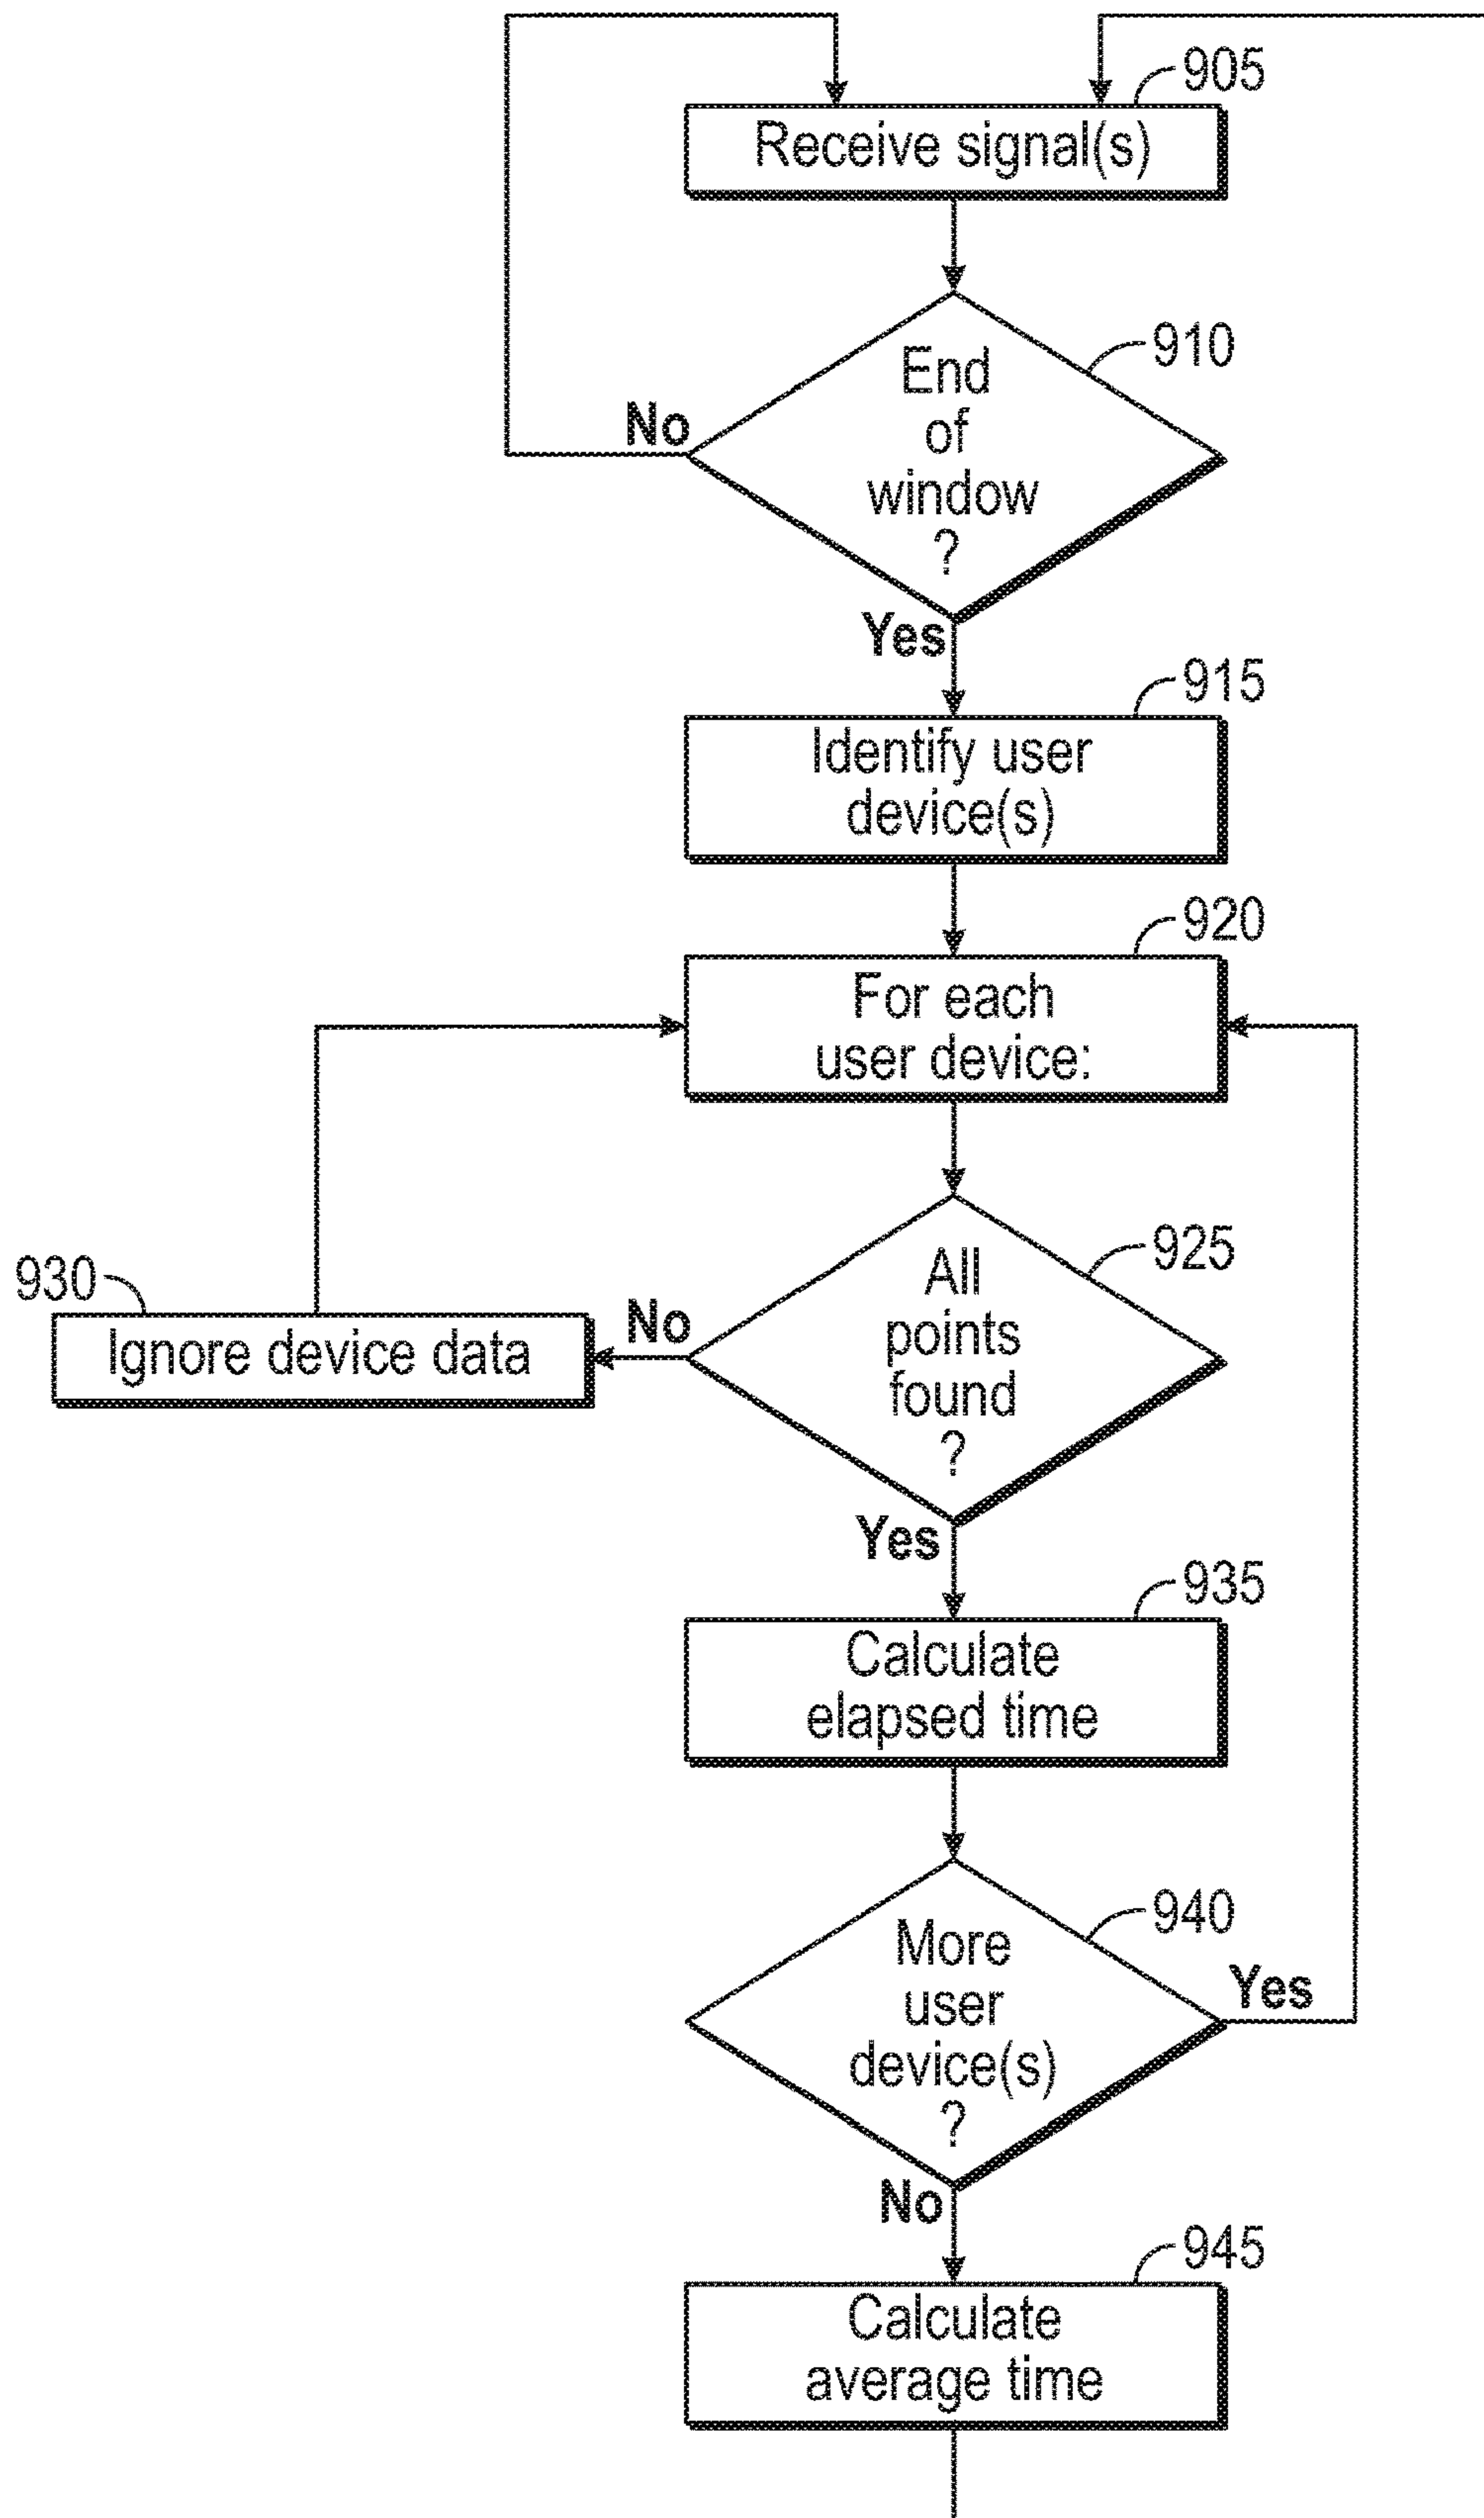 905
Receive signal(s)
910
End
of
window
?
No
Yes
915
Identify user
device(s)
920
For each
user device:
925
All
points
found
?
No
930
Ignore device data
Yes
935
Calculate
elapsed time
940
More
user
device(s)
?
Yes
No
945
Calculate
average time